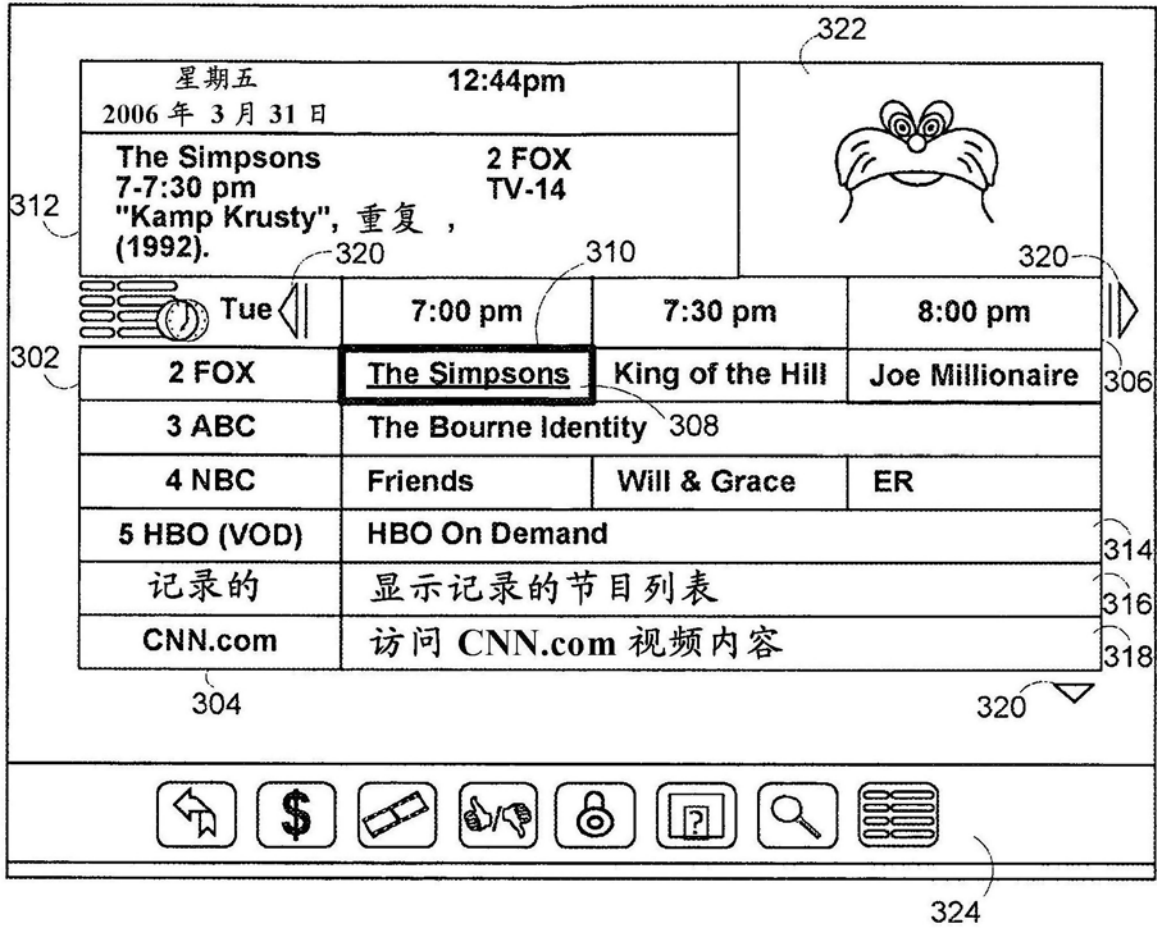 322
星期五 12:44pm
2006 年 3 月 31 日
The Simpsons 2 FOX
7-7:30 pm TV-14
312
"Kamp Krusty", 重复 ,
(1992).
320 310 320
Tue 7:00 pm 7:30 pm 8:00 pm
302
2 FOX The Simpsons King of the Hill Joe Millionaire
306
3 ABC The Bourne Identity 308
4 NBC Friends Will & Grace ER
5 HBO (VOD) HBO On Demand
314
记录的 显示记录的节目列表
316
CNN.com 访问 CNN.com 视频内容
318
304 320
$ ?
324